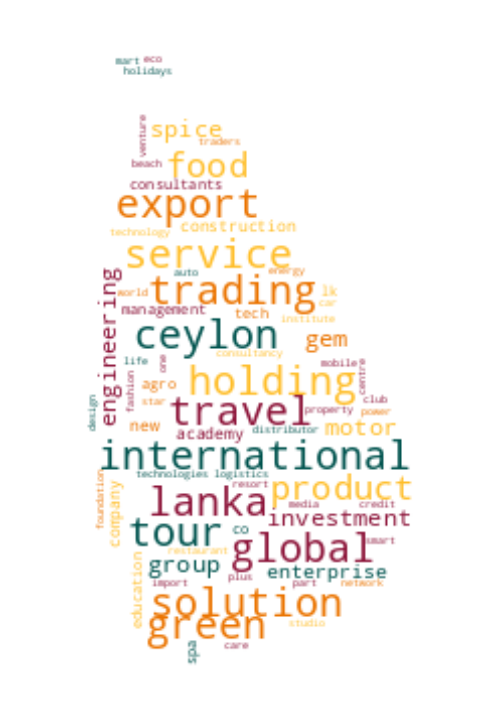 mart eco
holidays
venture
spice
traders
beach
food
consultants
export
construction
technology
service
auto
energy
engineering
world
trading
lk
car
management
tech
institute
ceylon
gem
consultancy
life
one
mobile
centre
fashion
agro
holding
club
design
star
travel
property
power
new
academy
distributor
motor
international
foundation
technologies
logistics
company
resort
product
lanka
media
credit
investment
tour
co
global
smart
restaurant
group
enterprise
education
import
plus
part
network
solution
green
studio
spa
care